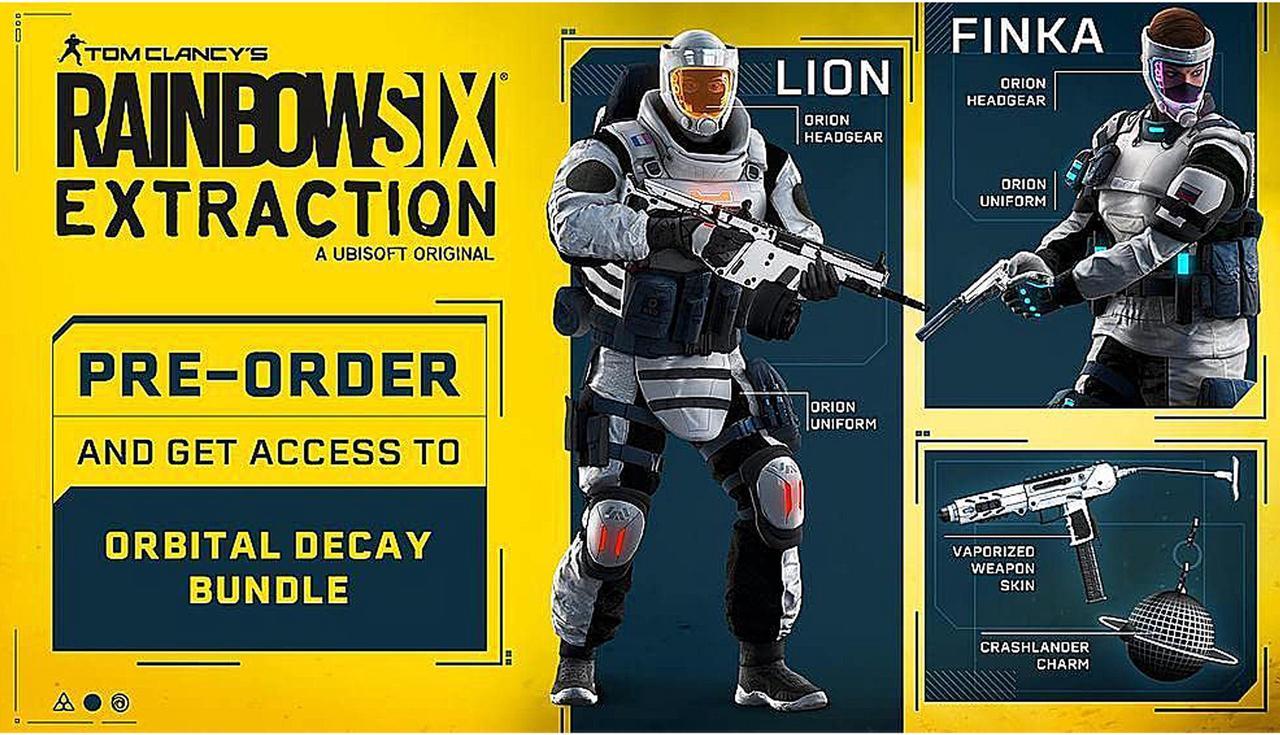 TOM CLANCY'S
RAINBOW SIX®
EXTRACTION
A UBISOFT ORIGINAL
PRE-ORDER
AND GET ACCESS TO
ORBITAL DECAY
BUNDLE
LION
ORION
HEADGEAR
ORION
UNIFORM
FINKA
ORION
HEADGEAR
ORION
UNIFORM
VAPORIZED
WEAPON
SKIN
CRASHLANDER
CHARM